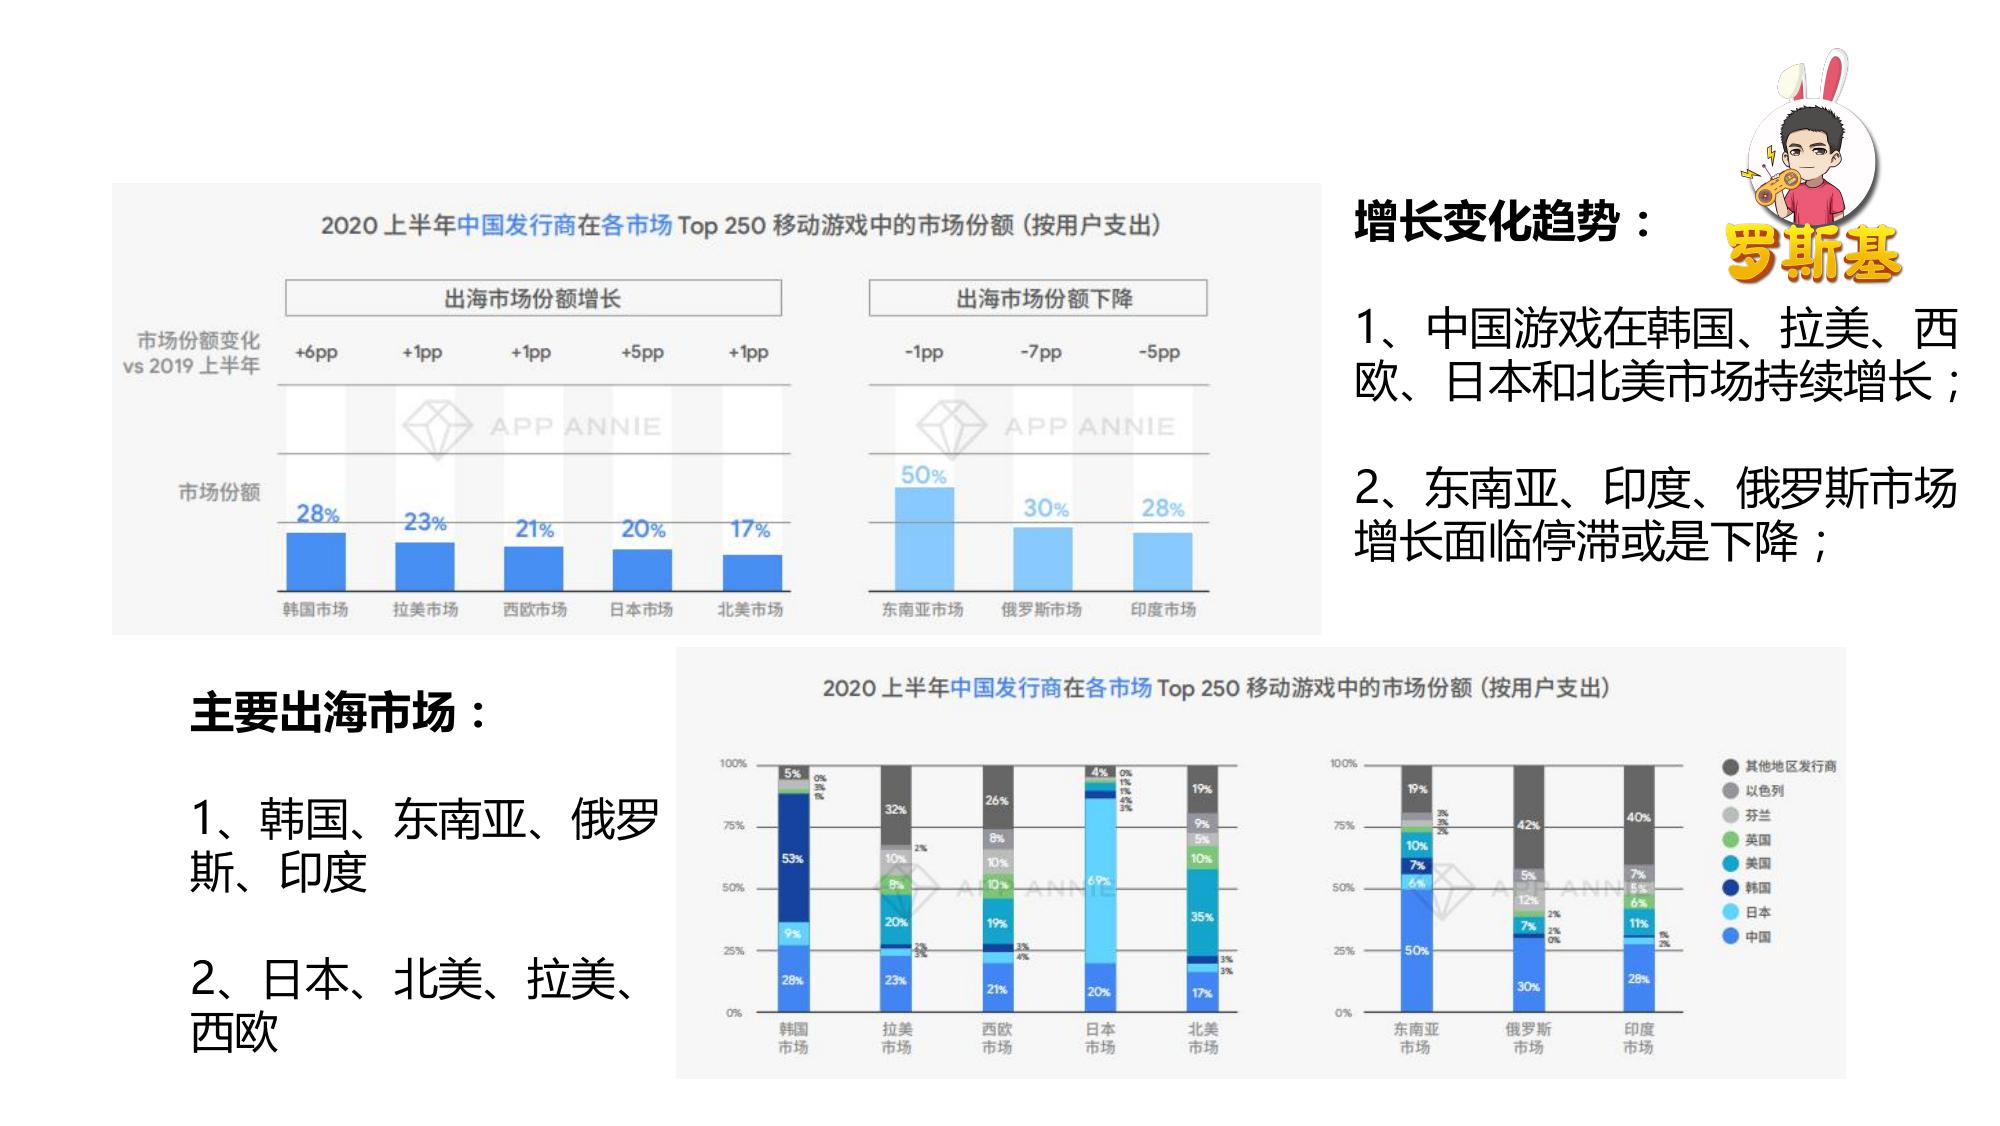 罗斯基
2020 上半年中国发行商在各市场 Top 250 移动游戏中的市场份额 (按用户支出)
出海市场份额增长
出海市场份额下降
市场份额变化
vs 2019 上半年
+6pp +1pp +1pp +5pp +1pp
-1pp -7pp -5pp
APP ANNIE
APP ANNIE
市场份额
28% 23% 21% 20% 17%
50% 30% 28%
韩国市场 拉美市场 西欧市场 日本市场 北美市场
东南亚市场 俄罗斯市场 印度市场
增长变化趋势：
1、中国游戏在韩国、拉美、西
欧、日本和北美市场持续增长；
2、东南亚、印度、俄罗斯市场
增长面临停滞或是下降；
主要出海市场：
1、韩国、东南亚、俄罗
斯、印度
2、日本、北美、拉美、
西欧
2020 上半年中国发行商在各市场 Top 250 移动游戏中的市场份额 (按用户支出)
100%
75%
50%
25%
0%
5% 0% 3% 1% 53% 9% 28%
32% 2% 10% 8% 20% 2% 3% 23%
26% 8% 10% 10% 19% 3% 4% 21%
4% 0% 1% 1% 4% 3% 69% 20%
19% 9% 5% 10% 35% 3% 3% 17%
APP ANNIE
韩国
市场
拉美
市场
西欧
市场
日本
市场
北美
市场
100%
75%
50%
25%
0%
19% 3% 3% 2% 10% 7% 6% 50%
42% 5% 12% 2% 7% 2% 0% 30%
40% 7% 5% 6% 11% 1% 2% 28%
APP ANNIE
东南亚
市场
俄罗斯
市场
印度
市场
其他地区发行商
以色列
芬兰
英国
美国
韩国
日本
中国